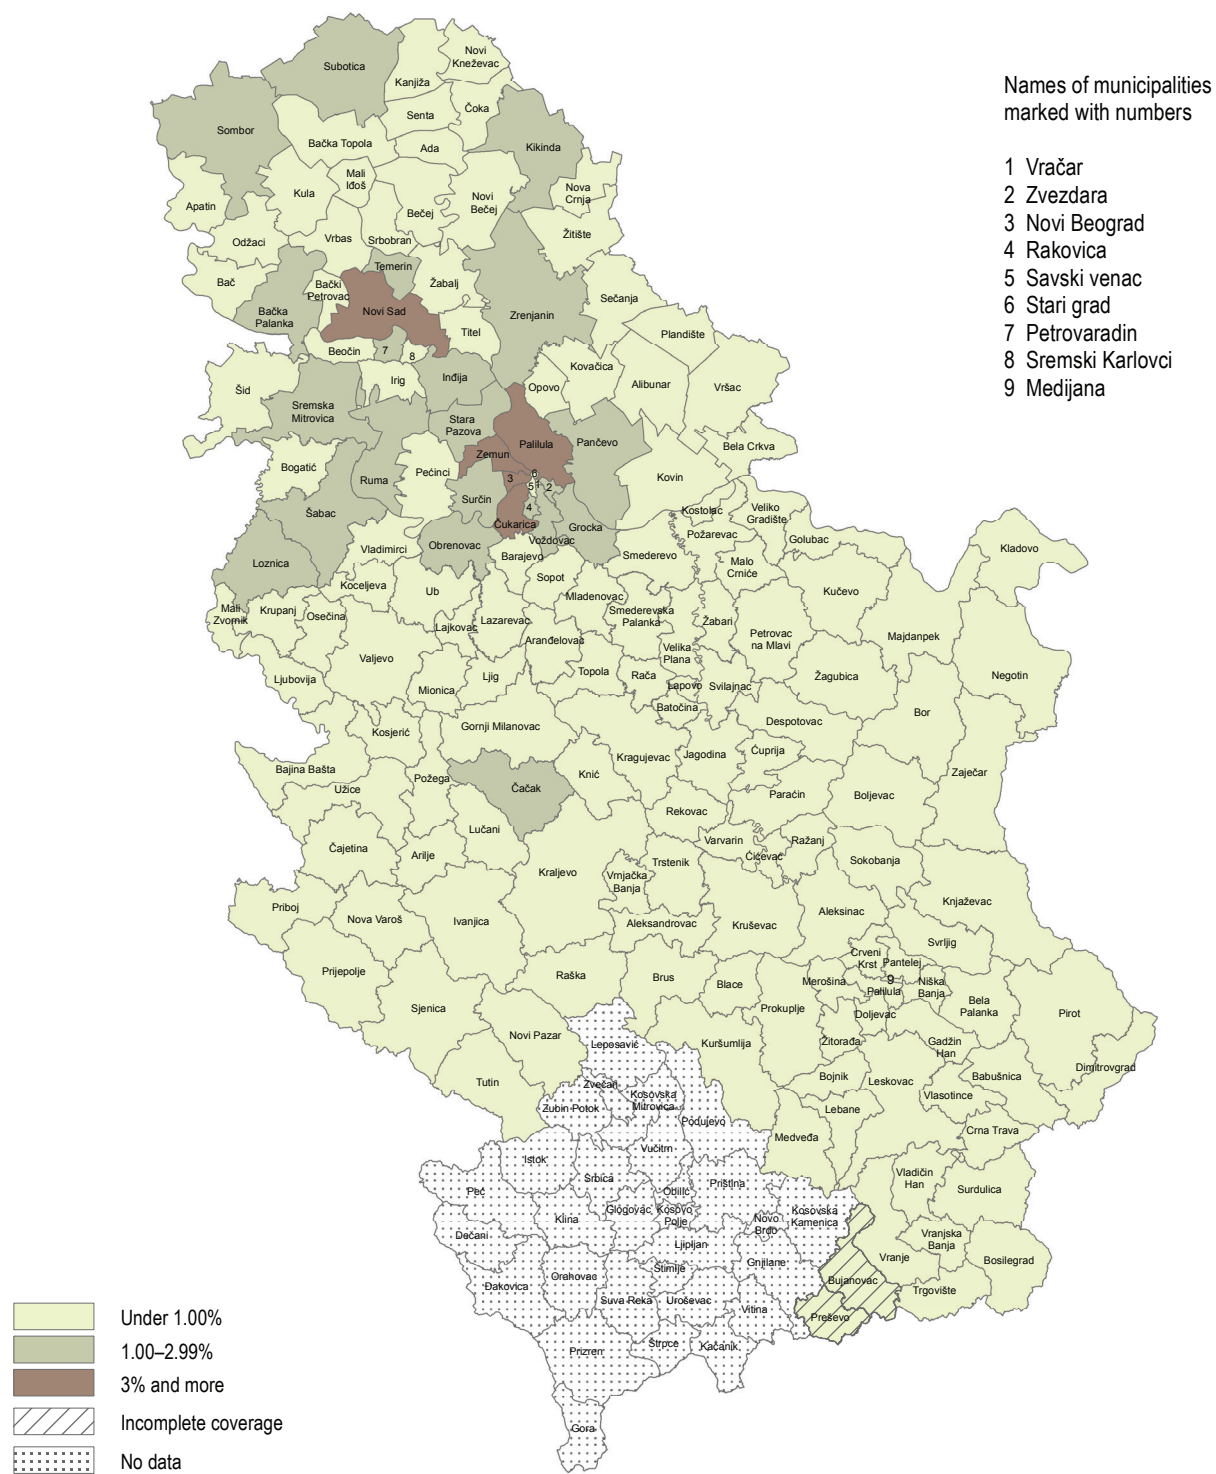 Names of municipalities
marked with numbers
1 Vračar
2 Zvezdara
3 Novi Beograd
4 Rakovica
5 Savski venac
6 Stari grad
7 Petrovaradin
8 Sremski Karlovci
9 Medijana
Subotica
Kanjiža
Novi
Kneževac
Senta
Čoka
Sombor
Bačka Topola
Ada
Kikinda
Mali
Iđoš
Kula
Apatin
Bečej
Novi
Bečej
Nova
Crnja
Odžaci
Vrbas
Srbobran
Žitište
Bač
Temerin
Bački
Petrovac
Žabalj
Sečanja
Bačka
Palanka
Novi Sad
Titel
Zrenjanin
Plandište
Beočin
7
8
Kovačica
Šid
Irig
Inđija
Opovo
Alibunar
Vršac
Sremska
Mitrovica
Stara
Pazova
Palilula
Pančevo
Bela Crkva
Zemun
Bogatić
Ruma
Pećinci
3
6
5
1
2
Kovin
Surčin
4
Šabac
Čukarica
Grocka
Kostolac
Veliko
Gradište
Požarevac
Golubac
Vladimirci
Obrenovac
Voždovac
Barajevo
Smederevo
Malo
Crniće
Kladovo
Loznica
Koceljeva
Ub
Sopot
Mladenovac
Kučevo
Mali
Zvornik
Krupanj
Osečina
Lajkovac
Lazarevac
Smederevska
Palanka
Žabari
Petrovac
na Mlavi
Majdanpek
Aranđelovac
Velika
Plana
Valjevo
Ljubovija
Mionica
Ljig
Topola
Rača
Lapovo
Svilajnac
Žagubica
Negotin
Batočina
Kosjerić
Gornji Milanovac
Despotovac
Bor
Bajina Bašta
Požega
Čačak
Knić
Kragujevac
Jagodina
Ćuprija
Zaječar
Užice
Paraćin
Boljevac
Rekovac
Čajetina
Arilje
Lučani
Varvarin
Ćićevac
Ražanj
Sokobanja
Kraljevo
Vrnjačka
Banja
Trstenik
Priboj
Nova Varoš
Ivanjica
Aleksandrovac
Kruševac
Aleksinac
Knjaževac
Svrljig
Prijepolje
Raška
Brus
Blace
Merošina
Crveni
Krst
Pantelej
9
Palilula
Niška
Banja
Prokuplje
Doljevac
Bela
Palanka
Pirot
Sjenica
Novi Pazar
Leposavić
Kuršumlija
Žitorađa
Gadžin
Han
Dimitrovgrad
Tutin
Zvečan
Zubin Potok
Kosovska
Mitrovica
Bojnik
Leskovac
Babušnica
Vlasotince
Podujevo
Lebane
Medveđa
Crna Trava
Istok
Srbica
Vučitrn
Vladičin
Han
Surdulica
Peć
Obilić
Priština
Klina
Glogovac
Kosovo
Polje
Novo
Brdo
Kosovska
Kamenica
Dečani
Ljipljan
Vranjska
Banja
Vranje
Bosilegrad
Đakovica
Orahovac
Štimlje
Gnjilane
Bujanovac
Trgovište
Suva Reka
Uroševac
Vitina
Preševo
Prizren
Štrpce
Kačanik
Gora
Under 1.00%
1.00–2.99%
3% and more
Incomplete coverage
No data